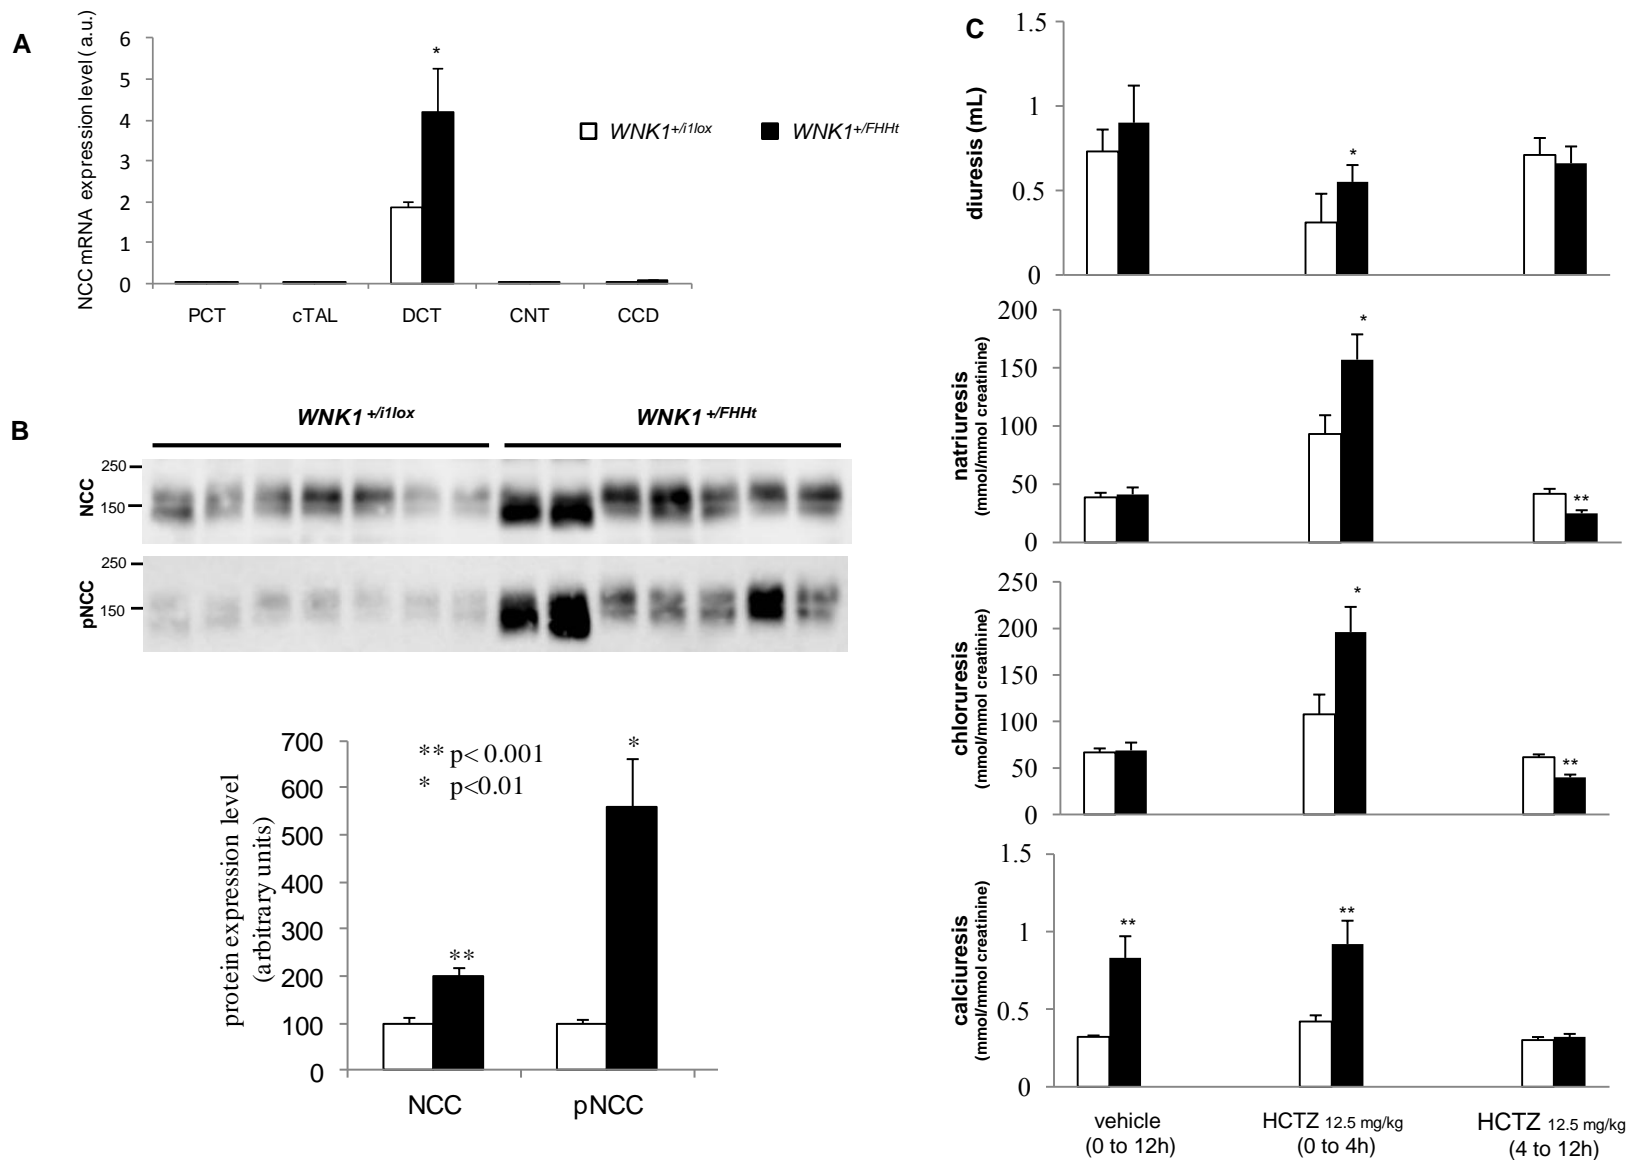 A
NCC mRNA expression level ( a.u.)
6
5
4
3
2
1
0
*
PCT
cTAL
DCT
CNT
CCD
WNK1+/i1lox
WNK1+/FHHt
B
WNK1 +/i1lox
WNK1 +/FHHt
NCC
250
150
pNCC
250
150
protein expression level
(arbitrary units)
700
600
500
400
300
200
100
0
** p< 0.001
* p<0.01
**
*
NCC
pNCC
C
diuresis (mL)
1.5
1
0.5
0
*
natriuresis
(mmol/mmol creatinine)
200
150
100
50
0
*
**
chloruresis
(mmol/mmol creatinine)
250
200
150
100
50
0
*
**
calciuresis
(mmol/mmol creatinine)
1.5
1
0.5
0
**
**
vehicle
(0 to 12h)
HCTZ 12.5 mg/kg
(0 to 4h)
HCTZ 12.5 mg/kg
(4 to 12h)